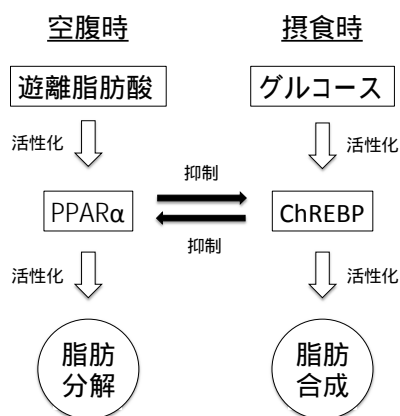 空腹時
摂食時
遊離脂肪酸
グルコース
活性化
活性化
抑制
PPARα
ChREBP
抑制
活性化
活性化
脂肪
分解
脂肪
合成